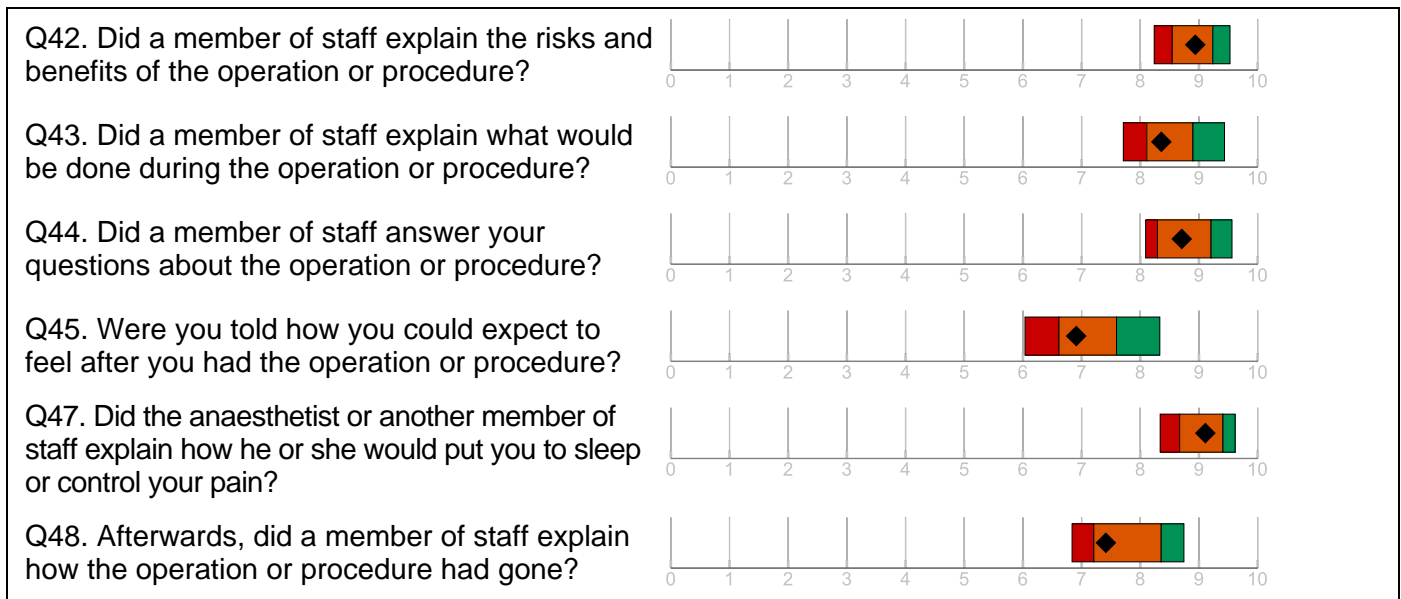 Q42. Did a member of staff explain the risks and
benefits of the operation or procedure?
0 1 2 3 4 5 6 7 8 9 10
Q43. Did a member of staff explain what would
be done during the operation or procedure?
0 1 2 3 4 5 6 7 8 9 10
Q44. Did a member of staff answer your
questions about the operation or procedure?
0 1 2 3 4 5 6 7 8 9 10
Q45. Were you told how you could expect to
feel after you had the operation or procedure?
0 1 2 3 4 5 6 7 8 9 10
Q47. Did the anaesthetist or another member of
staff explain how he or she would put you to sleep
or control your pain?
0 1 2 3 4 5 6 7 8 9 10
Q48. Afterwards, did a member of staff explain
how the operation or procedure had gone?
0 1 2 3 4 5 6 7 8 9 10